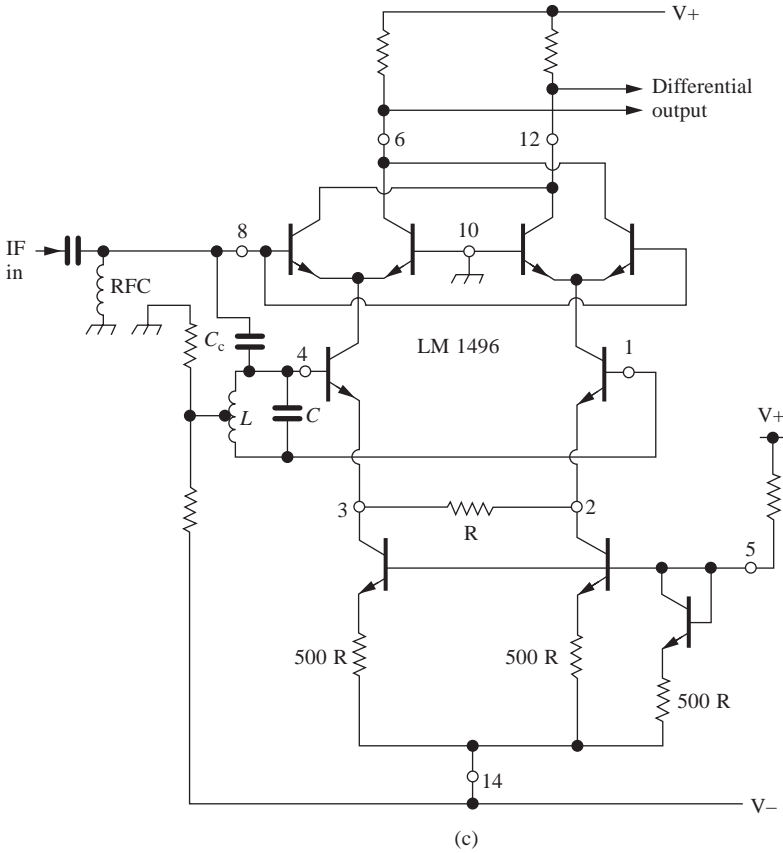 V+
Differential
output
6
12
IF
in
8
10
RFC
C_c
4
LM 1496
1
L
C
V+
3
R
2
5
500 R
500 R
500 R
14
V–
(c)